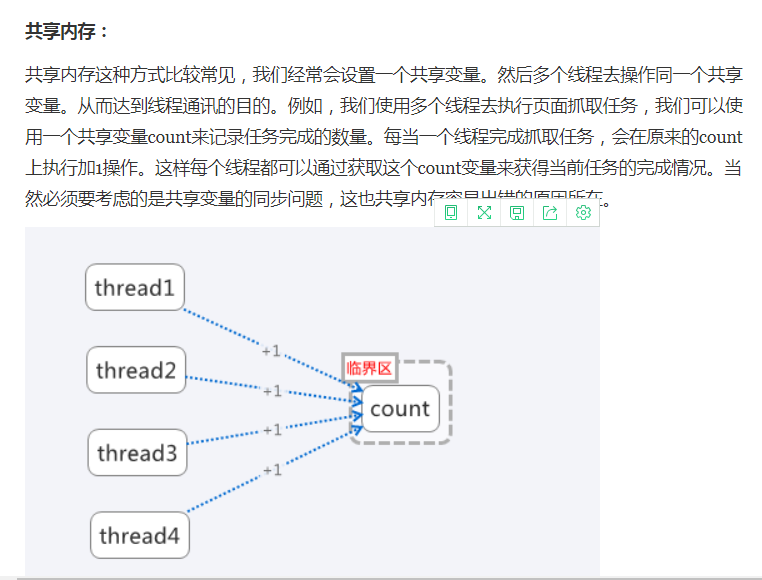 共享内存：
共享内存这种方式比较常见，我们经常会设置一个共享变量。然后多个线程去操作同一个共享
变量。从而达到线程通讯的目的。例如，我们使用多个线程去执行页面抓取任务，我们可以使
用一个共享变量count来记录任务完成的数量。每当一个线程完成抓取任务，会在原来的count
上执行加1操作。这样每个线程都可以通过获取这个count变量来获得当前任务的完成情况。当
然必须要考虑的是共享变量的同步问题，这也共享内存容易出错的原因所在。
thread1
+1
临界区
thread2
+1
count
thread3
+1
thread4
+1